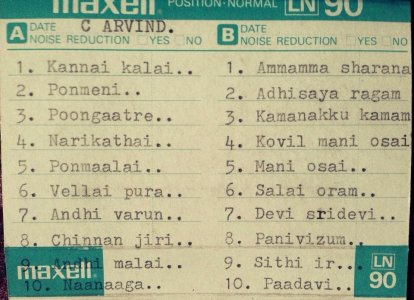 maxell POSITION·NORMAL LN 90
A DATE C ARVIND. B DATE
NOISE REDUCTION YES NO NOISE REDUCTION YES NO
1. Kannai kalai..
2. Ponmeni..
3. Poongaatre..
4. Narikathai..
5. Ponmaalai..
6. Vellai pura..
7. Andhi varun..
8. Chinnan jiri..
9. Andhi malai..
10. Naanaaga..
1. Ammamma sharana
2. Adhisaya ragam
3. Kamanakku kamam
4. Kovil mani osai
5. Mani osai..
6. Salai oram..
7. Devi sridevi..
8. Panivizum..
9. Sithi ir...
10. Paadavi..
maxell
LN
90